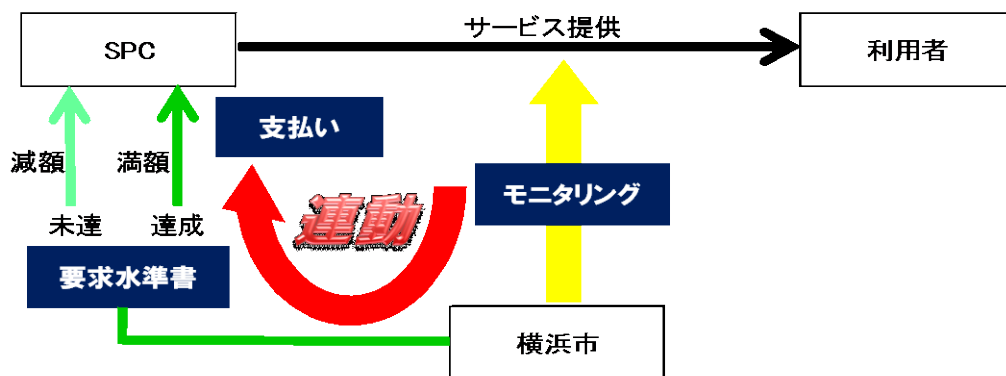 サービス提供
SPC
利用者
支払い
減額
満額
連動
モニタリング
未達
達成
要求水準書
横浜市